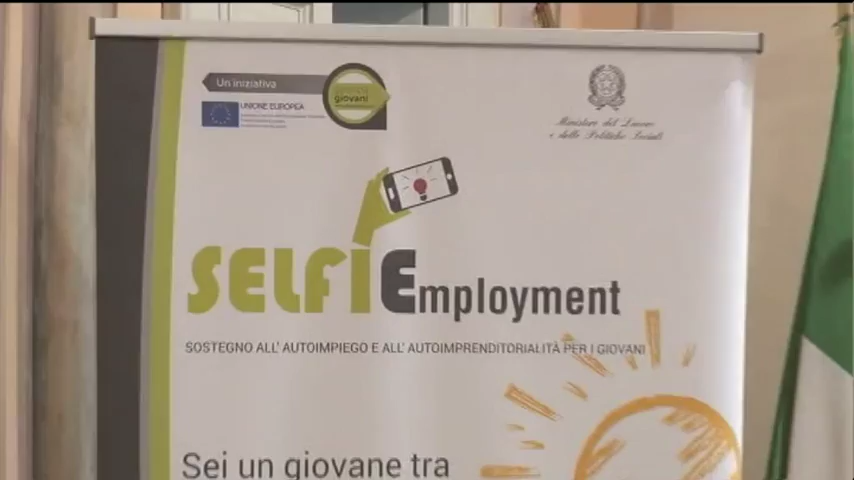 Un'iniziativa
giovani
UNIONE EUROPEA
Ministero del Lavoro
e delle Politiche Sociali
SELFIEmployment
SOSTEGNO ALL' AUTOIMPIEGO E ALL' AUTOIMPRENDITORIALITÀ PER I GIOVANI
Sei un giovane tra